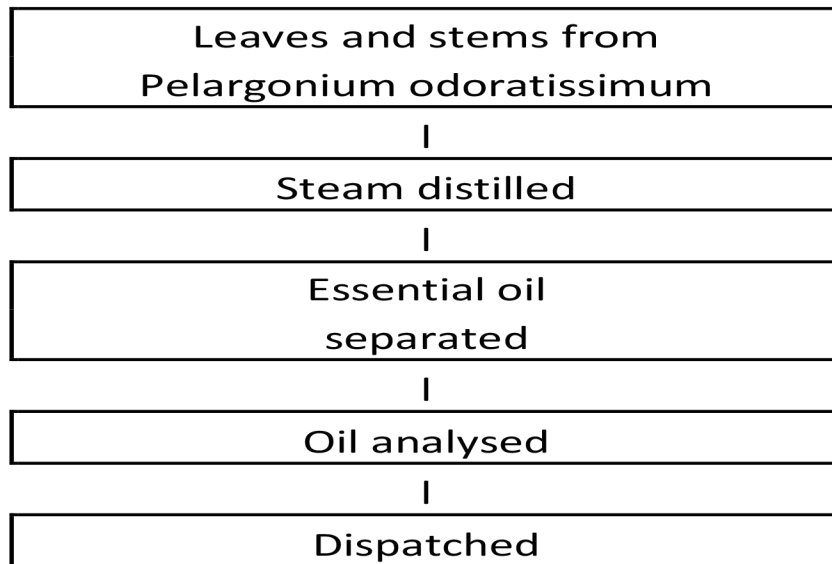 Leaves and stems from
Pelargonium odoratissimum
Steam distilled
Essential oil
separated
Oil analysed
Dispatched